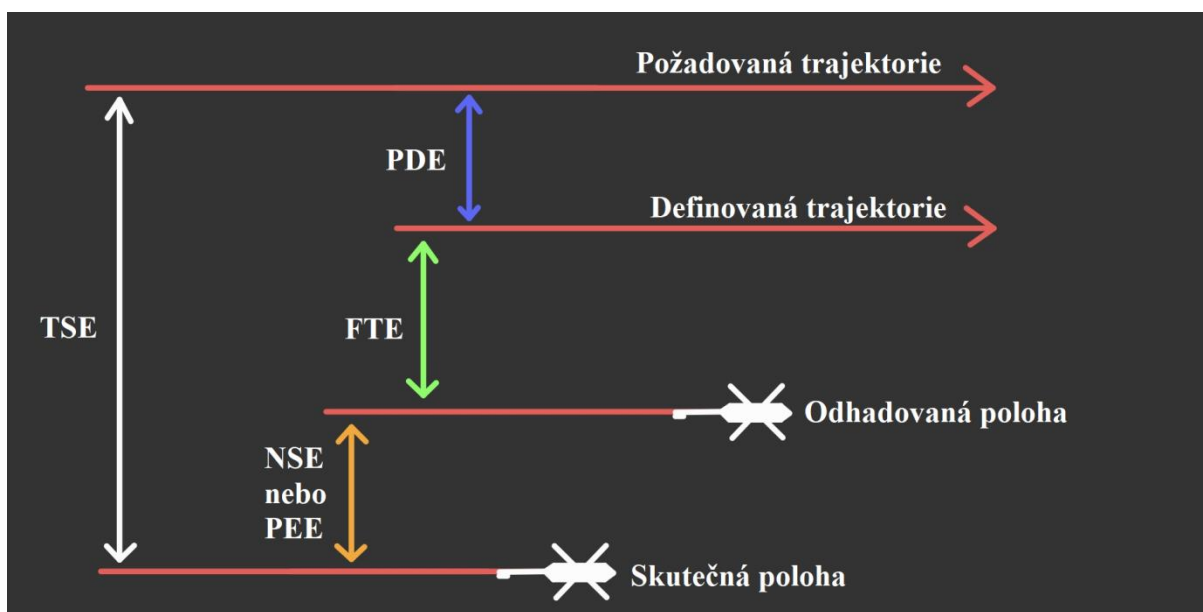 Požadovaná trajektorie
PDE
Definovaná trajektorie
TSE
FTE
Odhadovaná poloha
NSE
nebo
PEE
Skutečná poloha